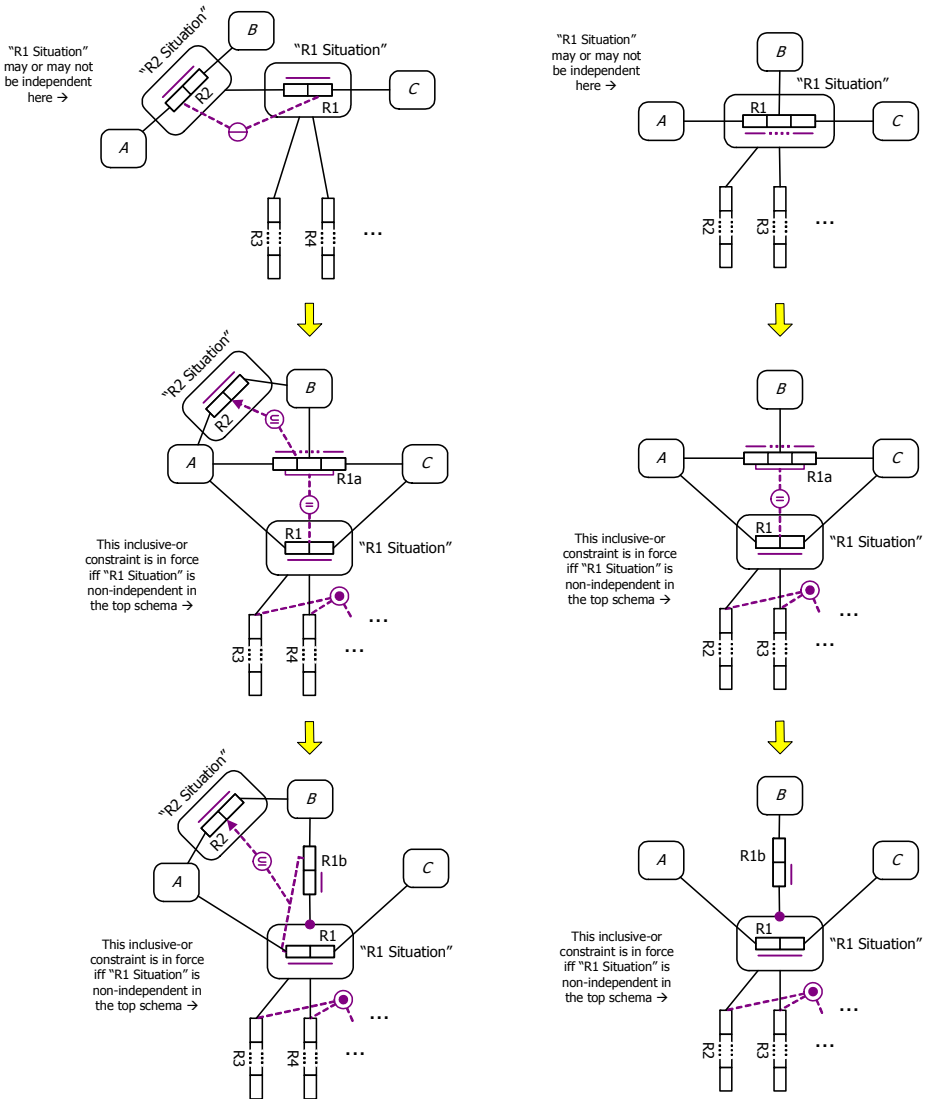 "R1 Situation"
may or may not
be independent
here →
"R2 Situation"
B
"R1 Situation"
R2
R1
C
A
R3
R4
...
"R1 Situation"
may or may not
be independent
here →
B
"R1 Situation"
R1
A
C
R2
R3
...
"R2 Situation"
B
R2
A
C
R1a
=
R1
"R1 Situation"
This inclusive-or
constraint is in force
iff "R1 Situation" is
non-independent in
the top schema →
R3
R4
...
...
B
A
C
R1a
=
R1
"R1 Situation"
This inclusive-or
constraint is in force
iff "R1 Situation" is
non-independent in
the top schema →
R2
R3
...
...
"R2 Situation"
B
R2
R1b
A
C
R1
"R1 Situation"
This inclusive-or
constraint is in force
iff "R1 Situation" is
non-independent in
the top schema →
R3
R4
...
...
B
R1b
A
C
R1
"R1 Situation"
This inclusive-or
constraint is in force
iff "R1 Situation" is
non-independent in
the top schema →
R2
R3
...
...